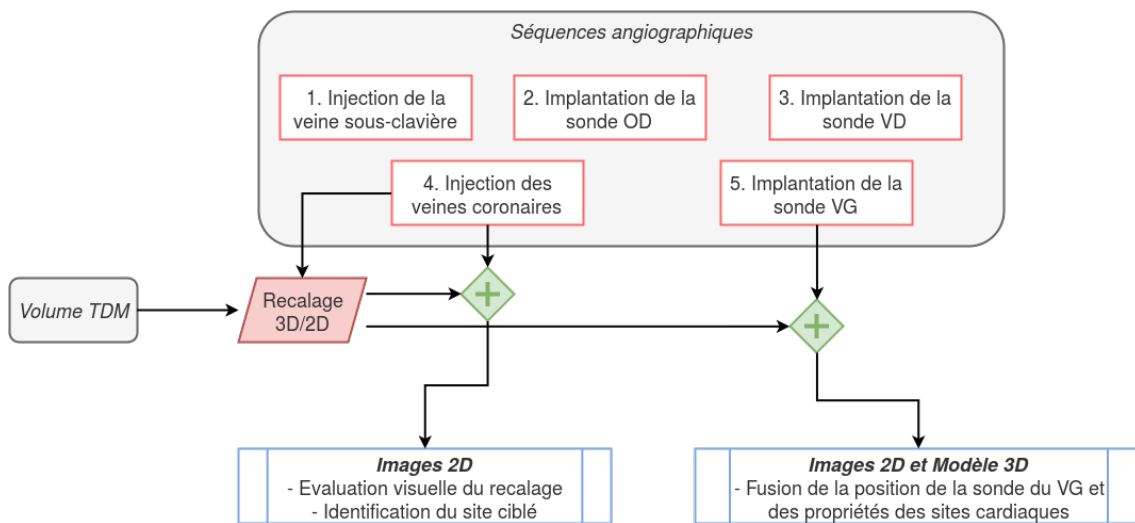 Séquences angiographiques
1. Injection de la
veine sous-clavière
2. Implantation de la
sonde OD
3. Implantation de la
sonde VD
4. Injection des
veines coronaires
5. Implantation de la
sonde VG
Volume TDM
Recalage
3D/2D
Images 2D
- Evaluation visuelle du recalage
- Identification du site ciblé
Images 2D et Modèle 3D
- Fusion de la position de la sonde du VG et
des propriétés des sites cardiaques